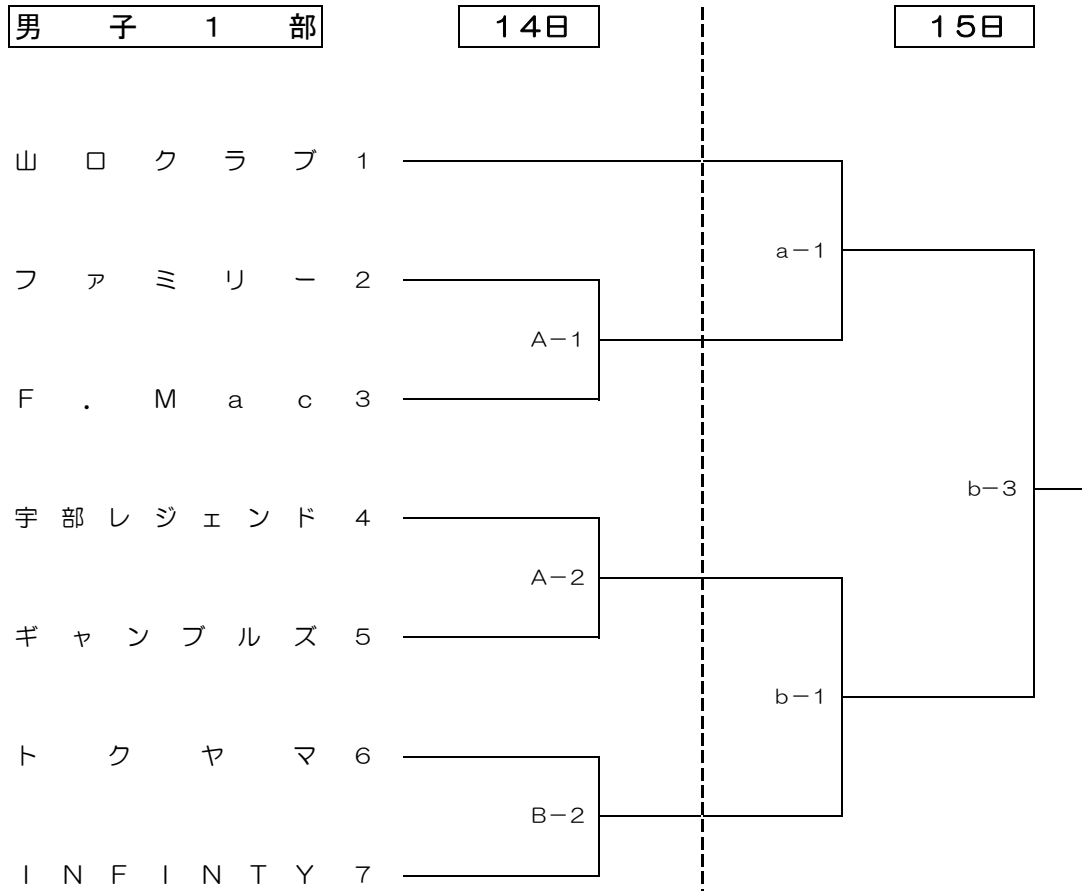 男子1部 14日 15日
山口クラブ 1
a-1
ファミリー 2
A-1
F.Mac 3
b-3
宇部レジェンド 4
A-2
ギャンブルズ 5
b-1
トクヤマ 6
B-2
INFINTY 7